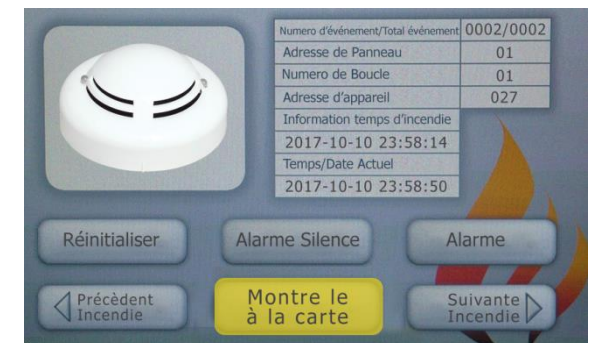 Numero d'événement/Total événement 0002/0002
Adresse de Panneau 01
Numero de Boucle 01
Adresse d'appareil 027
Information temps d'incendie
2017-10-10 23:58:14
Temps/Date Actuel
2017-10-10 23:58:50
Réinitialiser
Alarme Silence
Alarme
Précèdent
Incendie
Montre le
à la carte
Suivante
Incendie